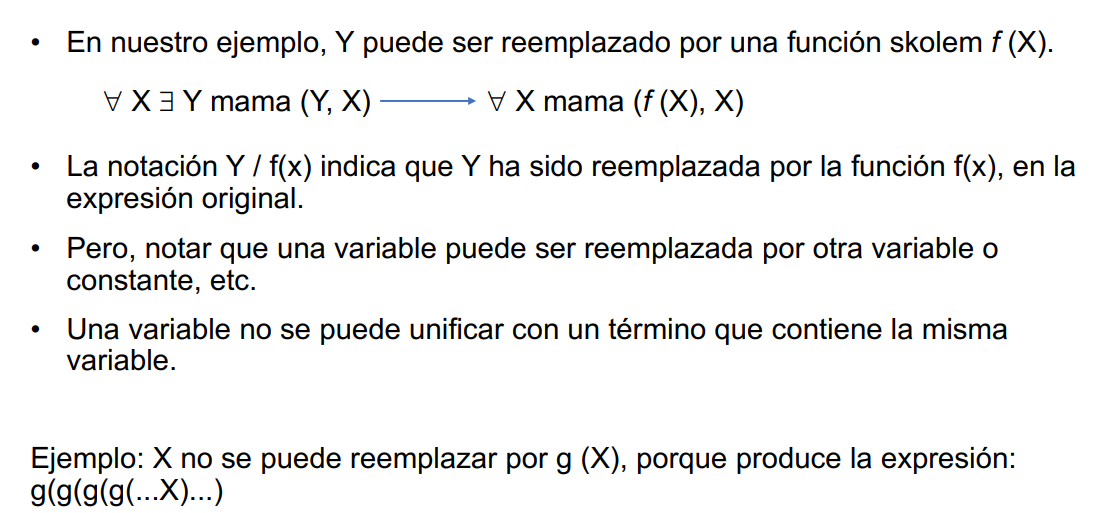 • En nuestro ejemplo, Y puede ser reemplazado por una función skolem f (X).
∀ X ∃ Y mama (Y, X) ⟶ ∀ X mama (f (X), X)
• La notación Y / f(x) indica que Y ha sido reemplazada por la función f(x), en la
expresión original.
• Pero, notar que una variable puede ser reemplazada por otra variable o
constante, etc.
• Una variable no se puede unificar con un término que contiene la misma
variable.
Ejemplo: X no se puede reemplazar por g (X), porque produce la expresión:
g(g(g(g(...X)...)